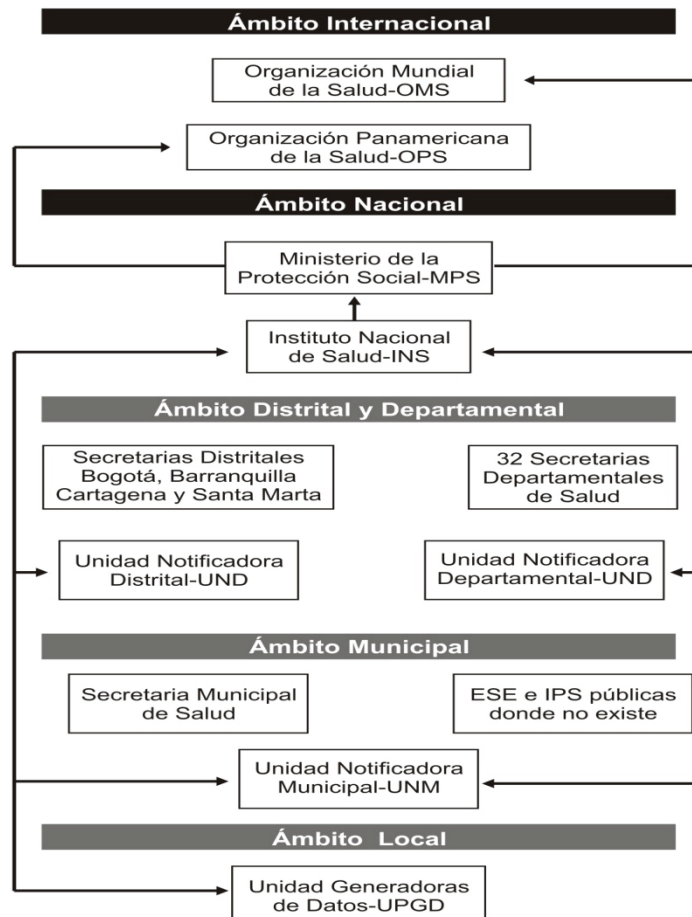 Ámbito Internacional
Organización Mundial
de la Salud-OMS
Organización Panamericana
de la Salud-OPS
Ámbito Nacional
Ministerio de la
Protección Social-MPS
Instituto Nacional
de Salud-INS
Ámbito Distrital y Departamental
Secretarias Distritales
Bogotá, Barranquilla
Cartagena y Santa Marta
32 Secretarias
Departamentales
de Salud
Unidad Notificadora
Distrital-UND
Unidad Notificadora
Departamental-UND
Ámbito Municipal
Secretaria Municipal
de Salud
ESE e IPS públicas
donde no existe
Unidad Notificadora
Municipal-UNM
Ámbito Local
Unidad Generadoras
de Datos-UPGD